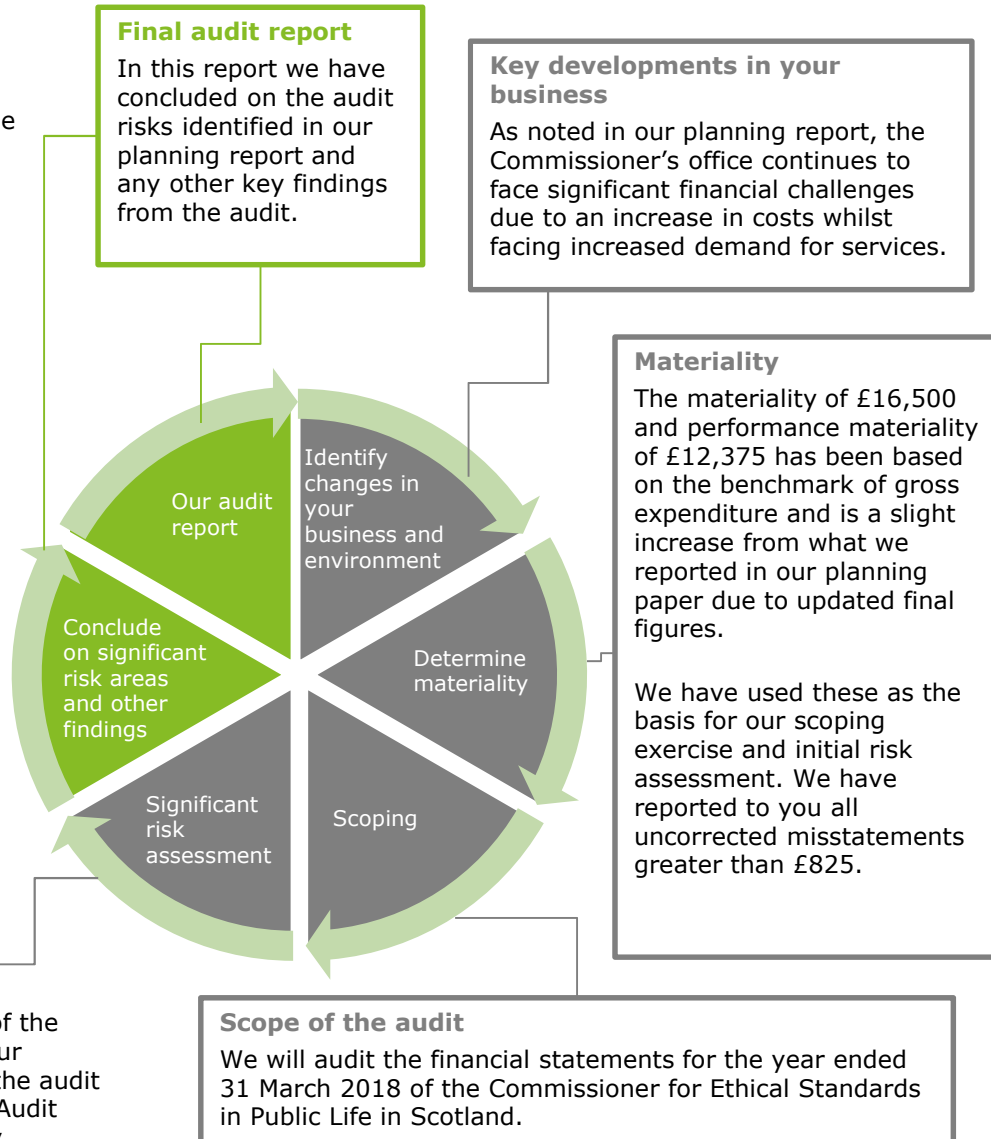 Final audit report
In this report we have
concluded on the audit
risks identified in our
planning report and
any other key findings
from the audit.
Key developments in your
business
As noted in our planning report, the
Commissioner's office continues to
face significant financial challenges
due to an increase in costs whilst
facing increased demand for services.
Materiality
The materiality of £16,500
and performance materiality
of £12,375 has been based
on the benchmark of gross
expenditure and is a slight
increase from what we
reported in our planning
paper due to updated final
figures.
We have used these as the
basis for our scoping
exercise and initial risk
assessment. We have
reported to you all
uncorrected misstatements
greater than £825.
Identify
changes in
your
business and
environment
Determine
materiality
Scoping
Significant
risk
assessment
Conclude
on significant
risk areas
and other
findings
Our audit
report
of the
the audit
Audit
Scope of the audit
We will audit the financial statements for the year ended
31 March 2018 of the Commissioner for Ethical Standards
in Public Life in Scotland.